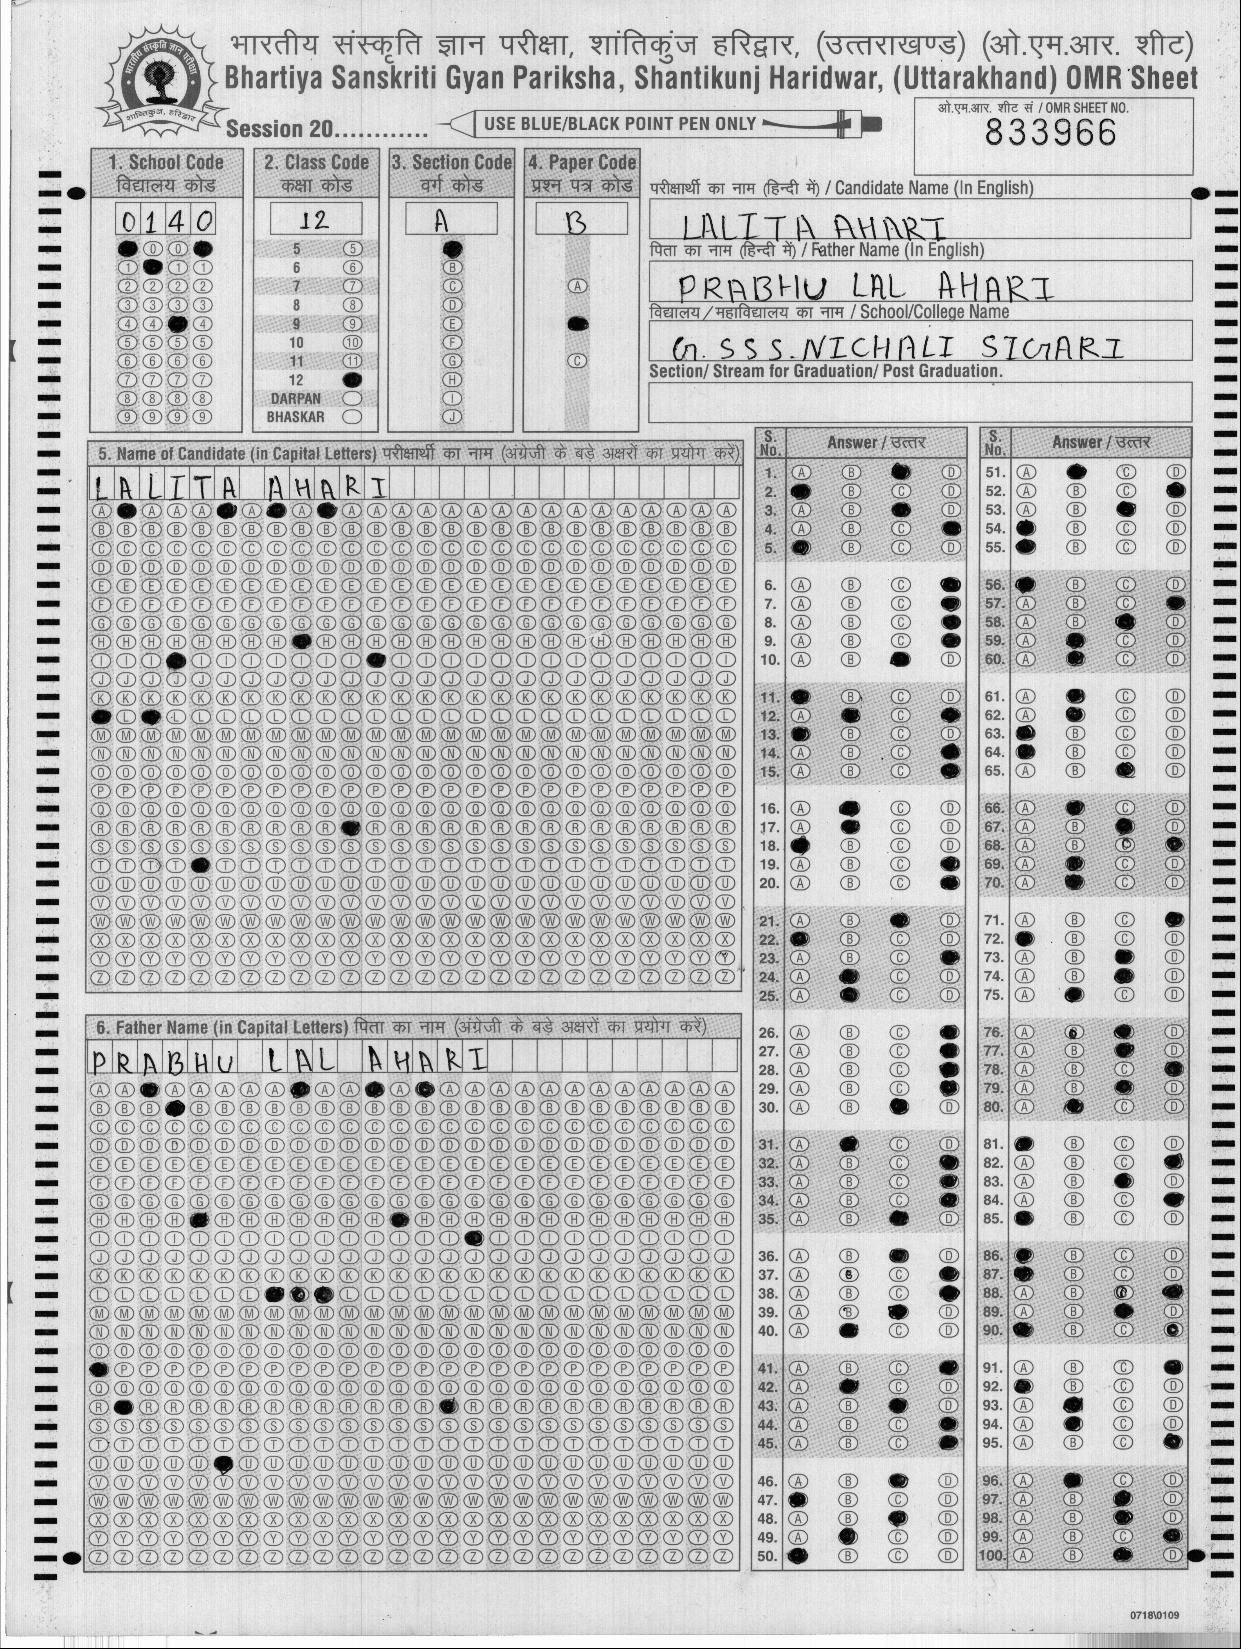 भारतीय संस्कृति ज्ञान परीक्षा, शांतिकुंज हरिद्वार, (उत्तराखण्ड) (ओ.एम.आर. शीट)
Bhartiya Sanskriti Gyan Pariksha, Shantikunj Haridwar, (Uttarakhand) OMR Sheet
Session 20............
USE BLUE/BLACK POINT PEN ONLY
ओ.एम.आर. शीट सं / OMR SHEET NO.
833966
1. School Code
विद्यालय कोड
0140
2. Class Code
कक्षा कोड
12
5
6
7
8
9
10
11
12
DARPAN
BHASKAR
3. Section Code
वर्ग कोड
A
4. Paper Code
प्रश्न पत्र कोड
B
परीक्षार्थी का नाम (हिन्दी में) / Candidate Name (In English)
LALITA AHARI
पिता का नाम (हिन्दी में) / Father Name (In English)
PRABHU LAL AHARI
विद्यालय/महाविद्यालय का नाम / School/College Name
G. SSS. NICHALI SIGARI
Section/ Stream for Graduation/ Post Graduation.
5. Name of Candidate (in Capital Letters) परीक्षार्थी का नाम (अंग्रेजी के बड़े अक्षरों का प्रयोग करें)
LALITA AHARI
6. Father Name (in Capital Letters) पिता का नाम (अंग्रेजी के बड़े अक्षरों का प्रयोग करें)
PRABHU LAL AHARI
S. No. Answer / उत्तर
S. No. Answer / उत्तर
0718\0109